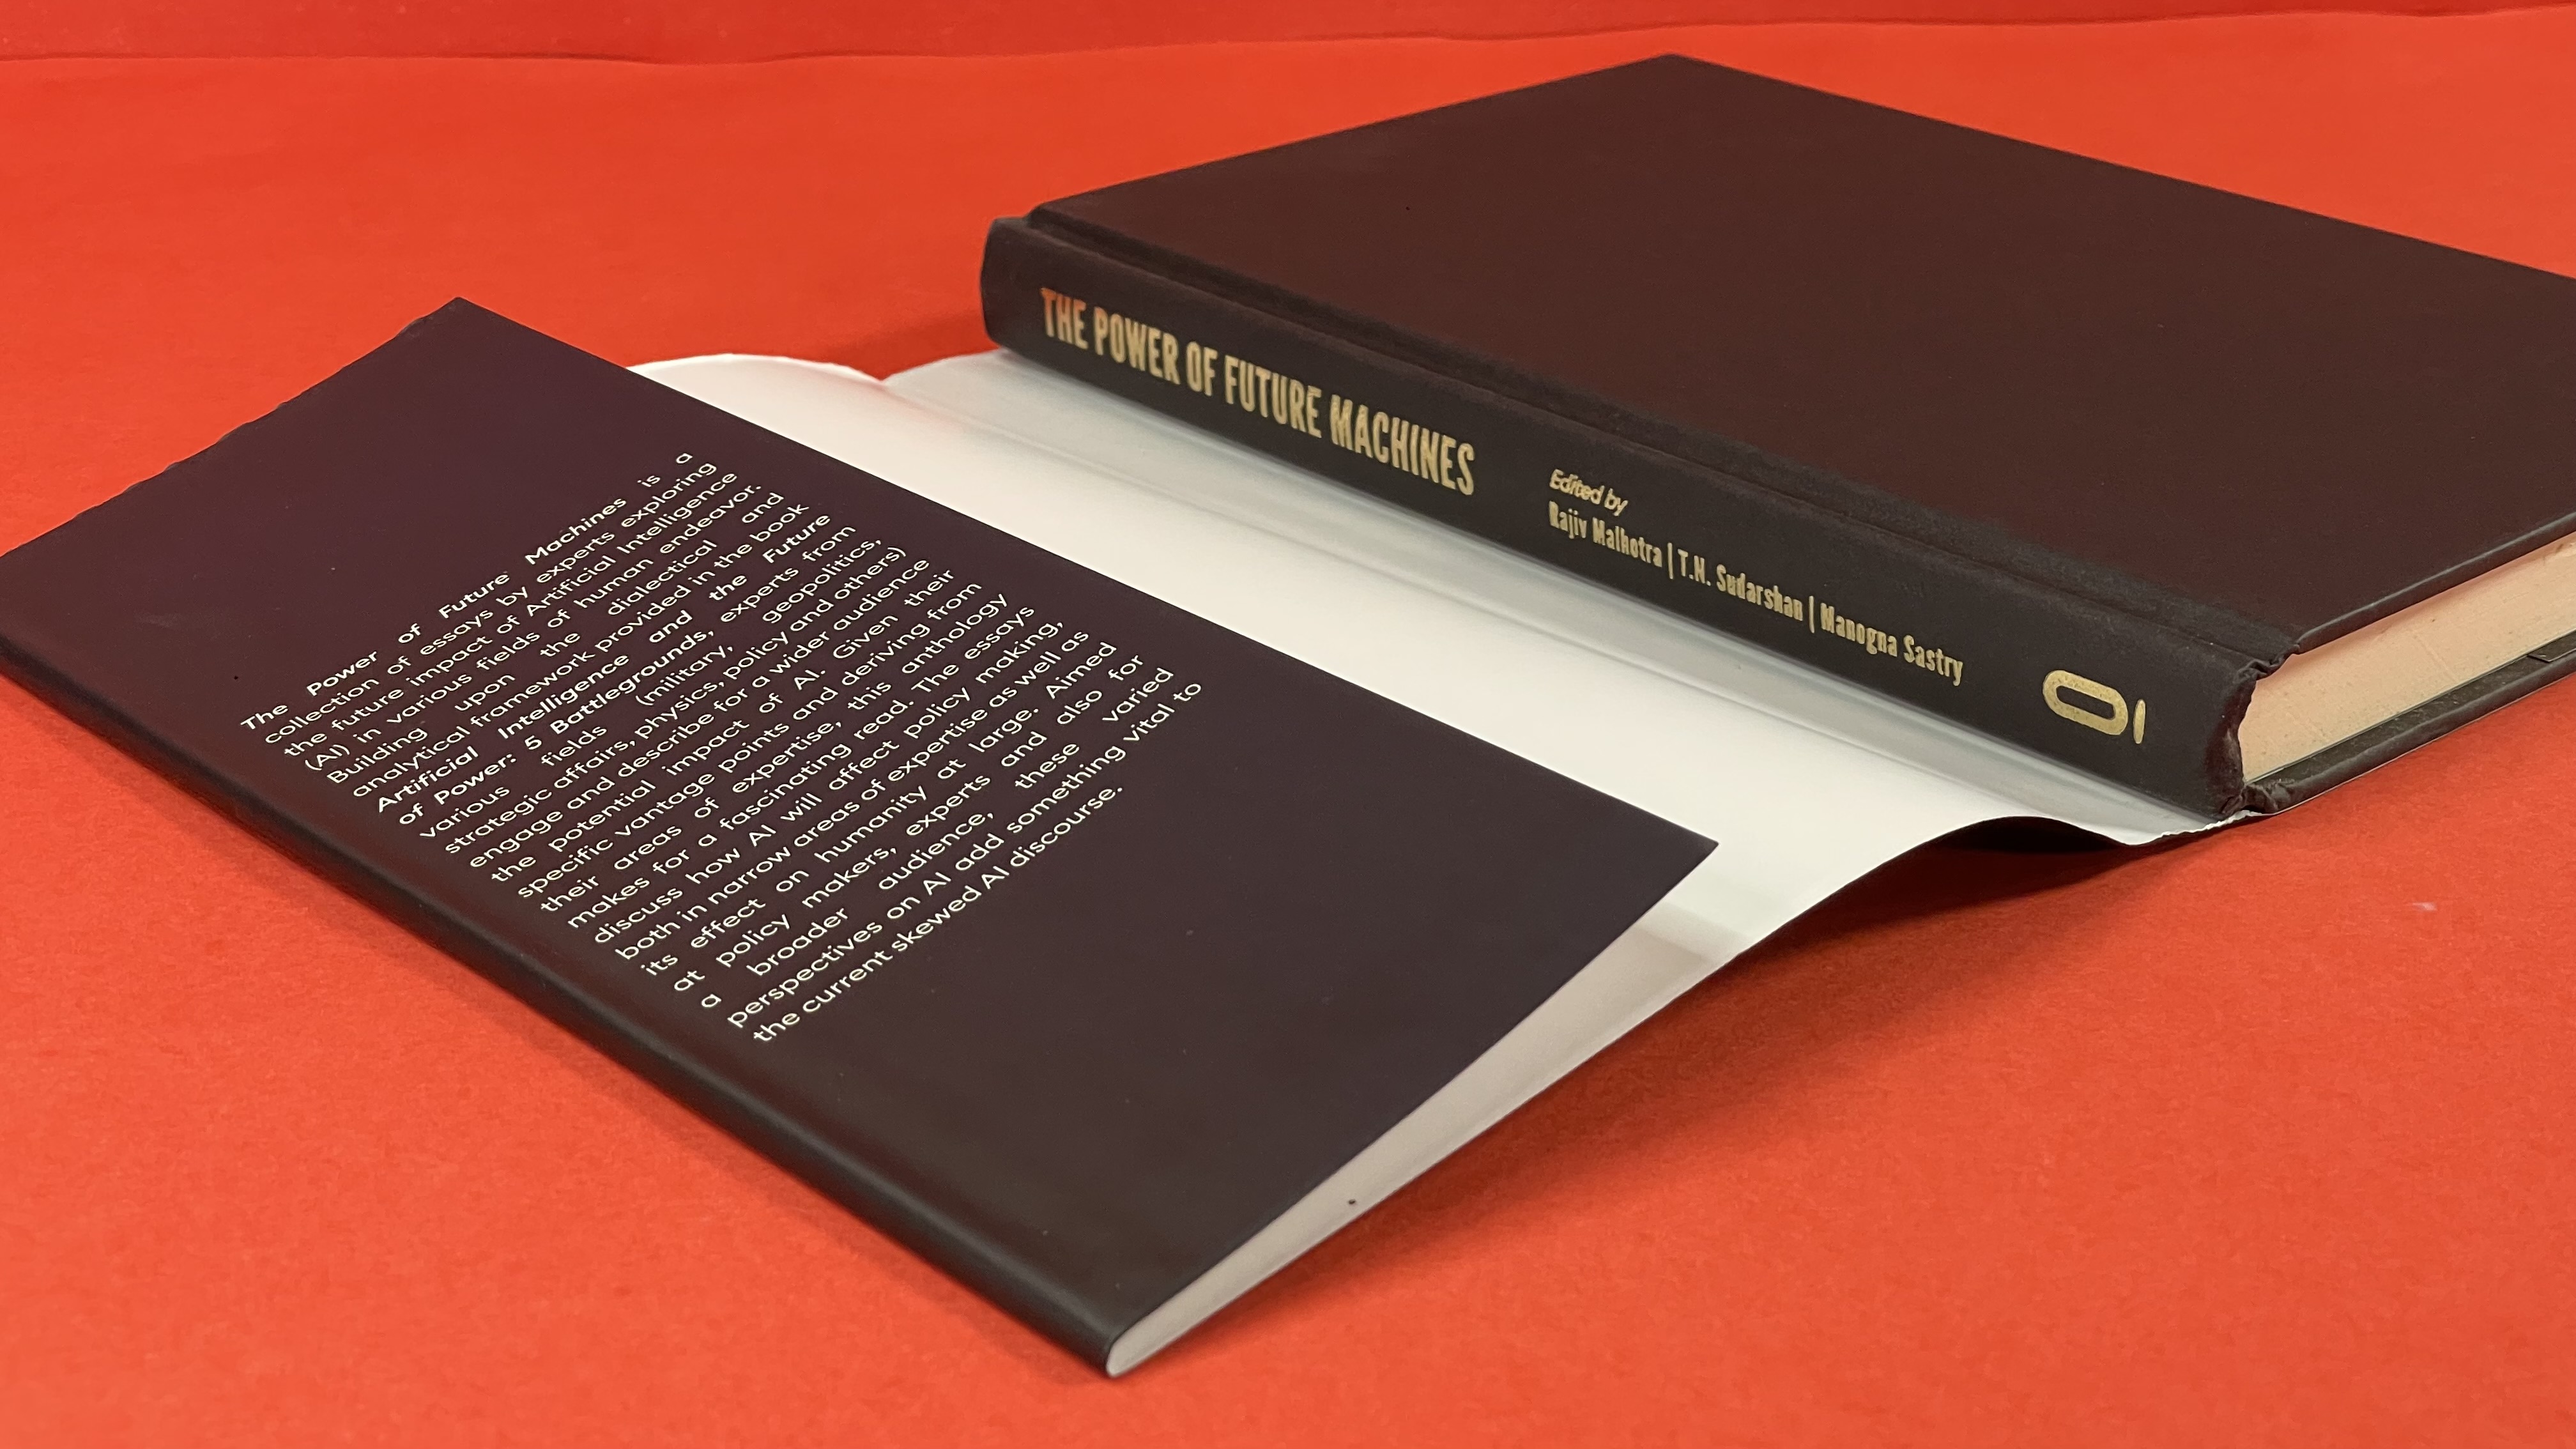 The Power of Future Machines is a
collection of essays by experts exploring
the future impact of Artificial Intelligence
(AI) in various fields of human endeavor.
Building upon the dialectical and
analytical framework provided in the book
Artificial Intelligence and the Future
of Power: 5 Battlegrounds, experts from
various fields (military, geopolitics,
strategic affairs, physics, policy and others)
engage and describe for a wider audience
the potential impact of AI. Given their
specific vantage points and deriving from
their areas of expertise, this anthology
makes for a fascinating read. The essays
discuss how AI will affect policy making,
both in narrow areas of expertise as well as
its effect on humanity at large. Aimed
at policy makers, experts and also for
a broader audience, these varied
perspectives on AI add something vital to
the current skewed AI discourse.
THE POWER OF FUTURE MACHINES
Edited by
Rajiv Malhotra | T.N. Sudarshan | Manogna Sastry